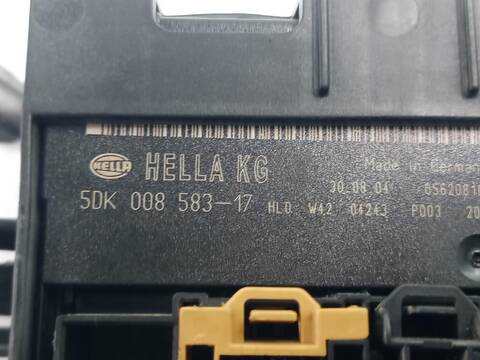 HELLA HELLA KG Made in Germany
30.08.04
5DK 008 583-17 HLO W42 04243 P003